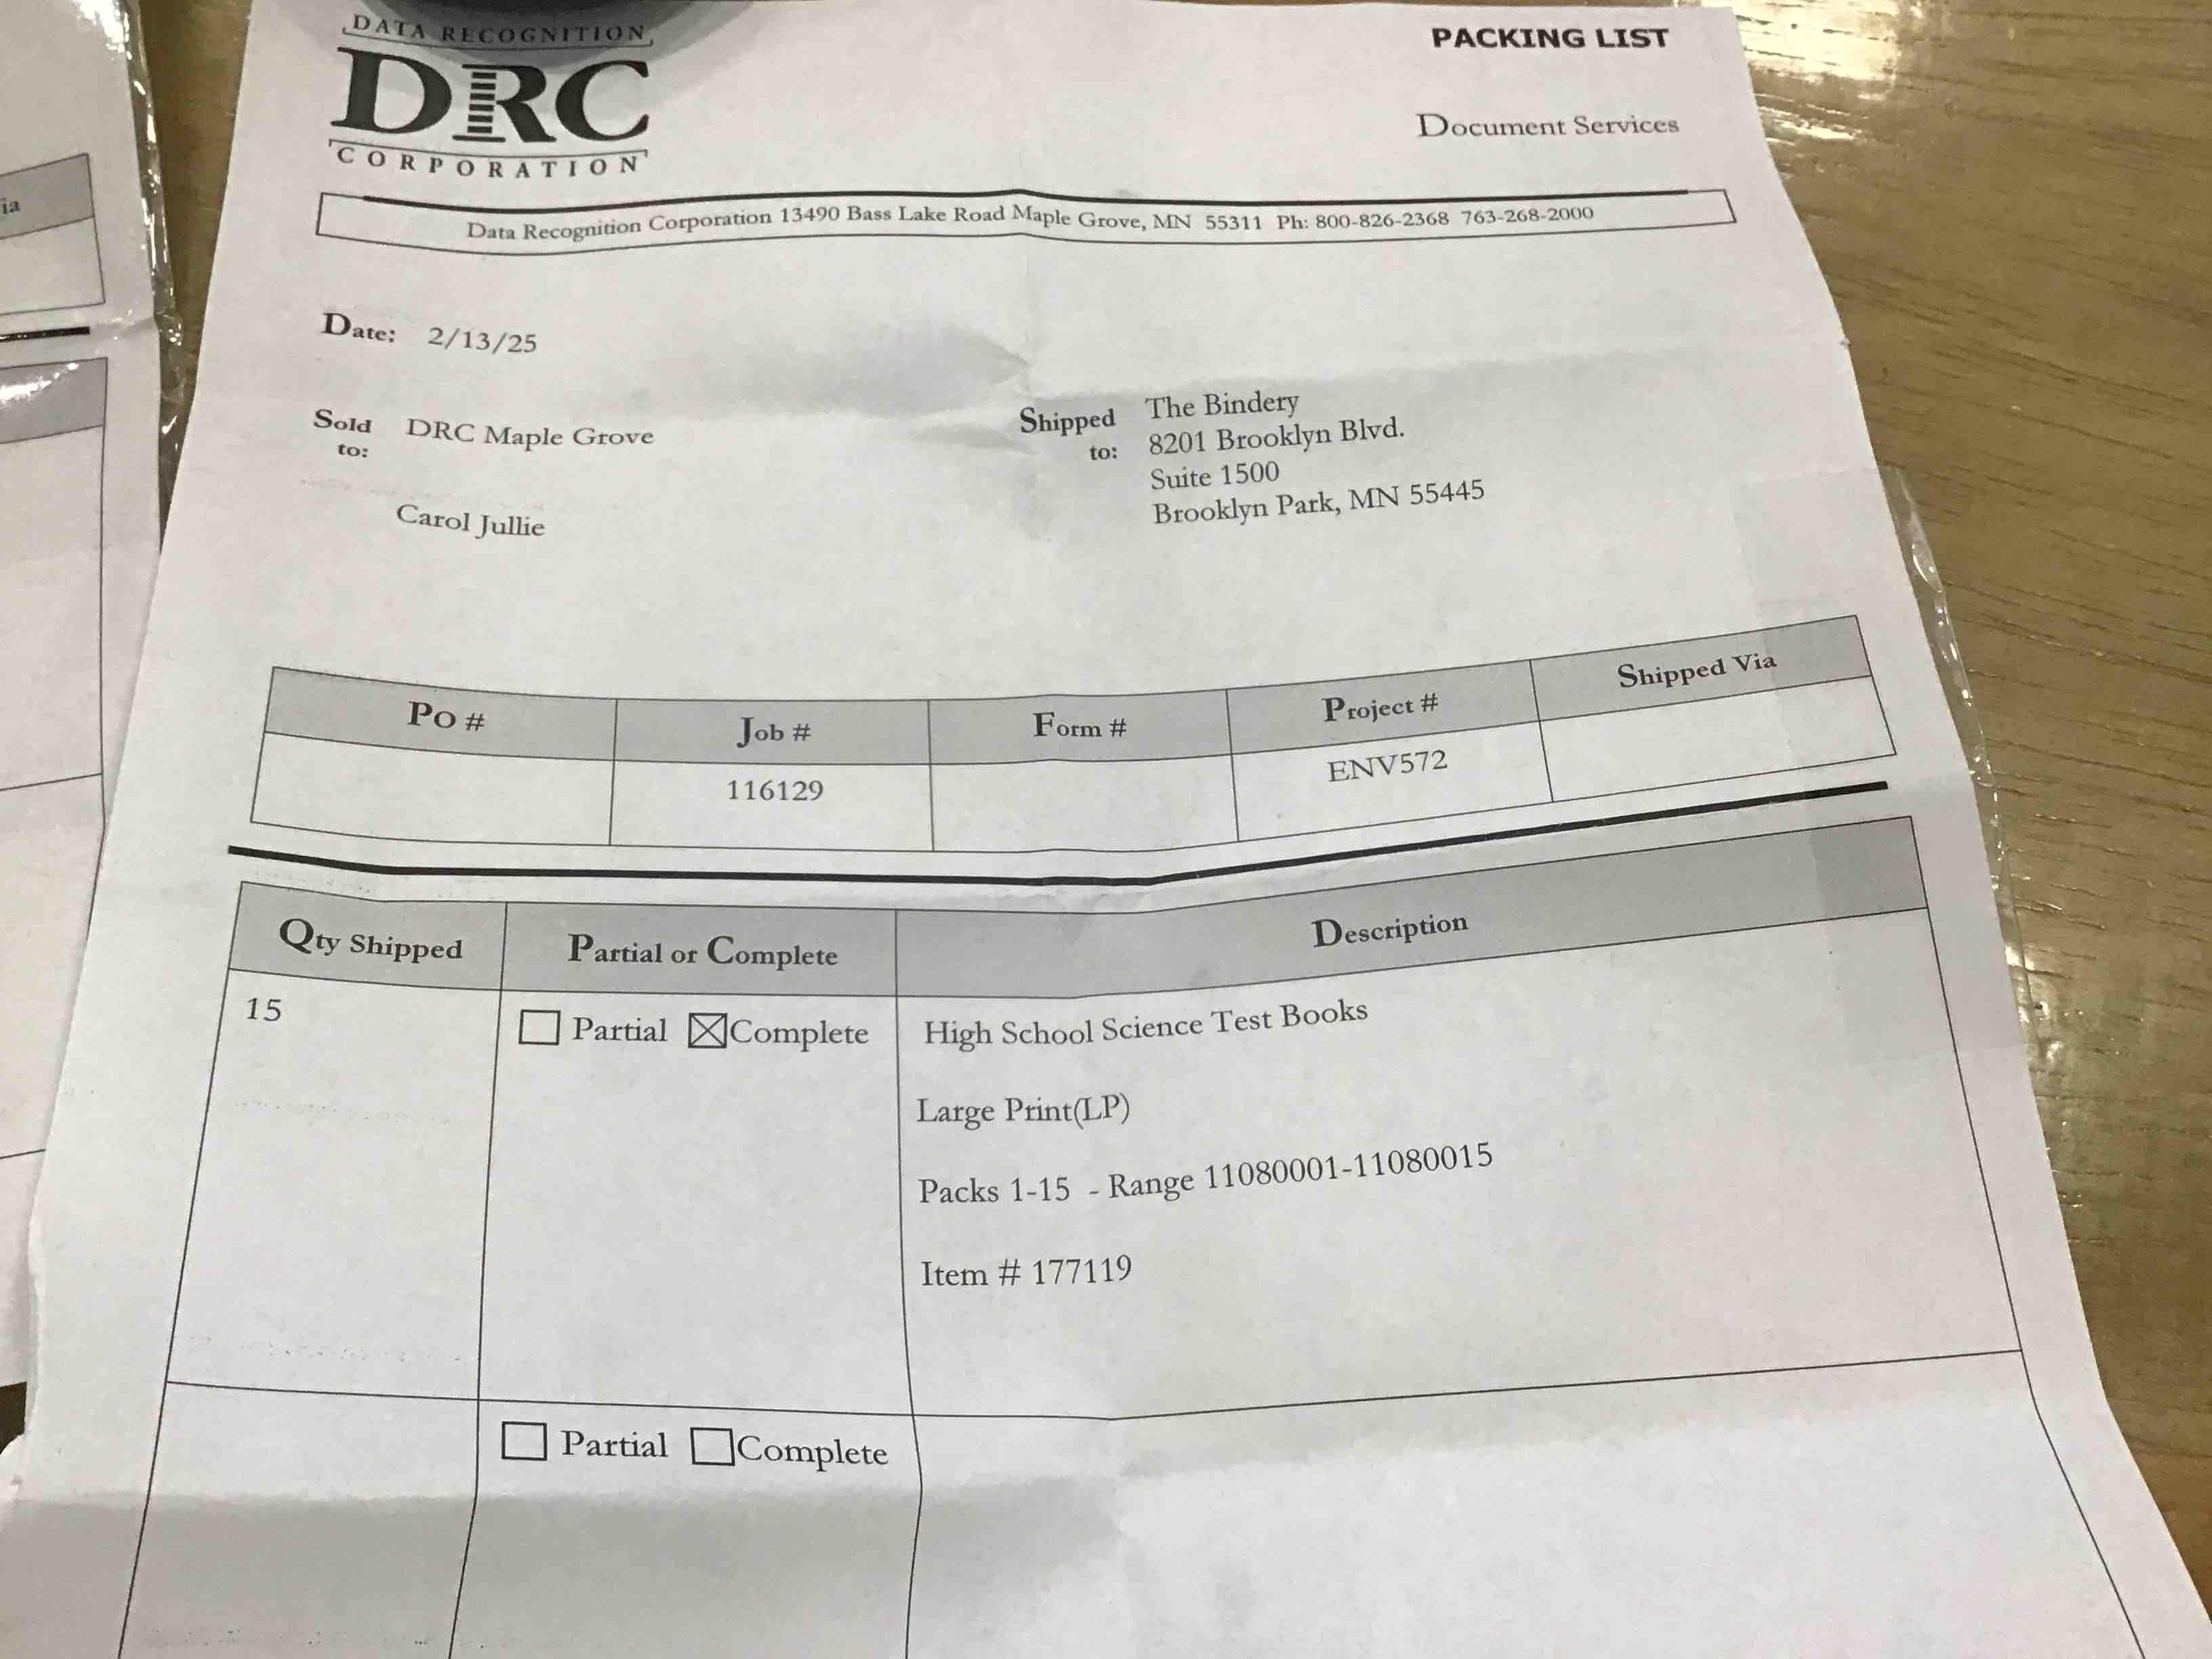 DATA RECOGNITION
DRC
CORPORATION
PACKING LIST
Document Services
Data Recognition Corporation 13490 Bass Lake Road Maple Grove, MN 55311 Ph: 800-826-2368 763-268-2000
Date: 2/13/25
Sold to: DRC Maple Grove
Carol Jullie
Shipped to: The Bindery
8201 Brooklyn Blvd.
Suite 1500
Brooklyn Park, MN 55445
Po # Job # Form # Project # Shipped Via
116129 ENV572
Qty Shipped Partial or Complete Description
15 Partial Complete High School Science Test Books
Large Print(LP)
Packs 1-15 - Range 11080001-11080015
Item # 177119
Partial Complete
ia